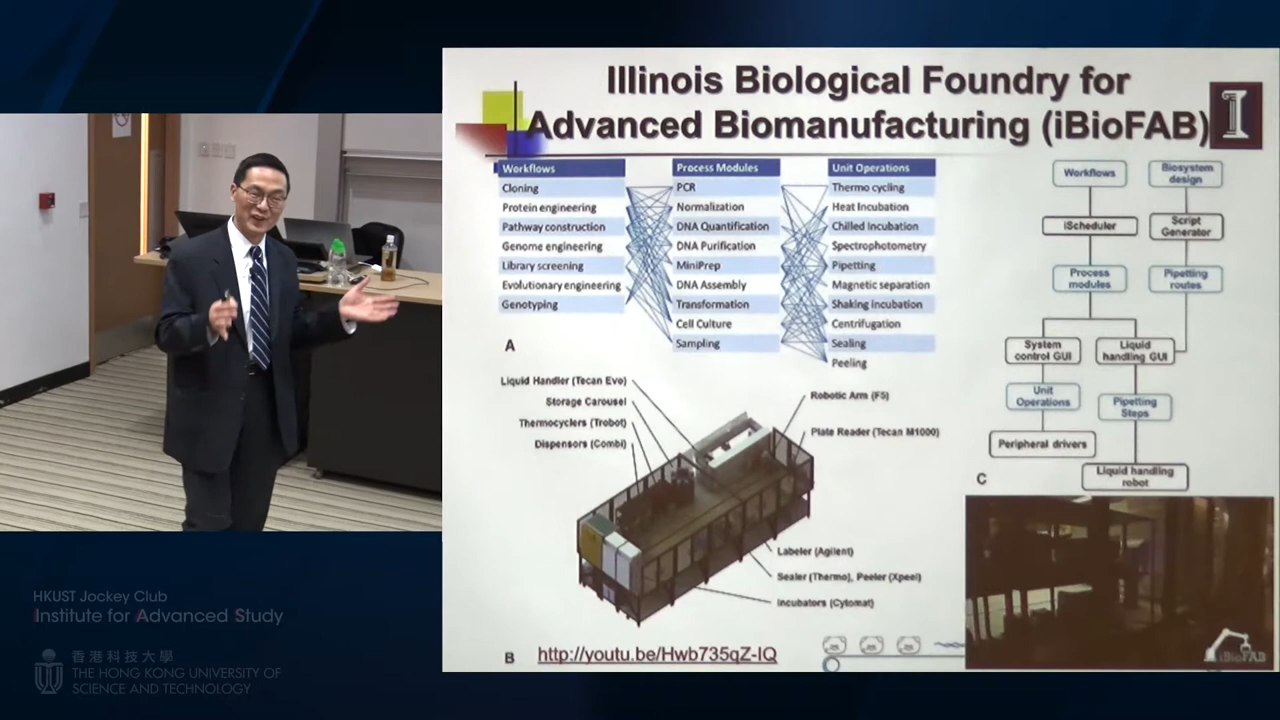 Illinois Biological Foundry for
Advanced Biomanufacturing (iBioFAB)
I
Workflows
Cloning
Protein engineering
Pathway construction
Genome engineering
Library screening
Evolutionary engineering
Genotyping
Process Modules
PCR
Normalization
DNA Quantification
DNA Purification
MiniPrep
DNA Assembly
Transformation
Cell Culture
Sampling
Unit Operations
Thermo cycling
Heat Incubation
Chilled Incubation
Spectrophotometry
Pipetting
Magnetic separation
Shaking Incubation
Centrifugation
Sealing
Peeling
A
Workflows
Biosystem
design
iScheduler
Script
Generator
Process
modules
Pipetting
routes
System
control GUI
Liquid
handling GUI
Unit
Operations
Pipetting
Steps
Peripheral drivers
Liquid handling
robot
C
Liquid Handler (Tecan Evo)
Storage Carousel
Thermocyclers (Trobot)
Dispensors (Combi)
Robotic Arm (F5)
Plate Reader (Tecan M1000)
Labeler (Agilent)
Sealer (Thermo), Peeler (Xpeel)
Incubators (Cytomat)
B
http://youtu.be/Hwb735qZ-IQ
iBioFAB
HKUST Jockey Club
Institute for Advanced Study
香港科技大學
THE HONG KONG UNIVERSITY OF
SCIENCE AND TECHNOLOGY